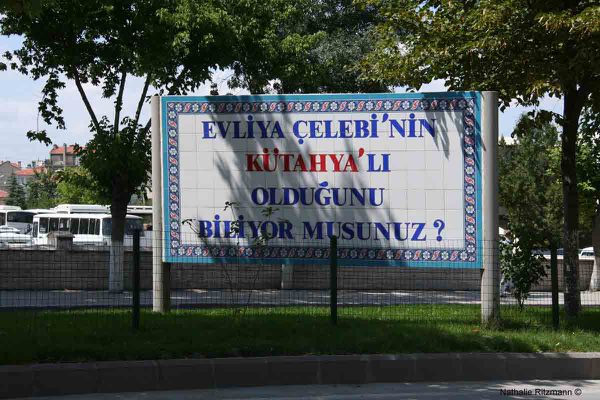 EVLİYA ÇELEBİ'NİN
KÜTAHYA'LI
OLDUĞUNU
BİLİYOR MUSUNUZ ?
Nathalie Ritzmann ©